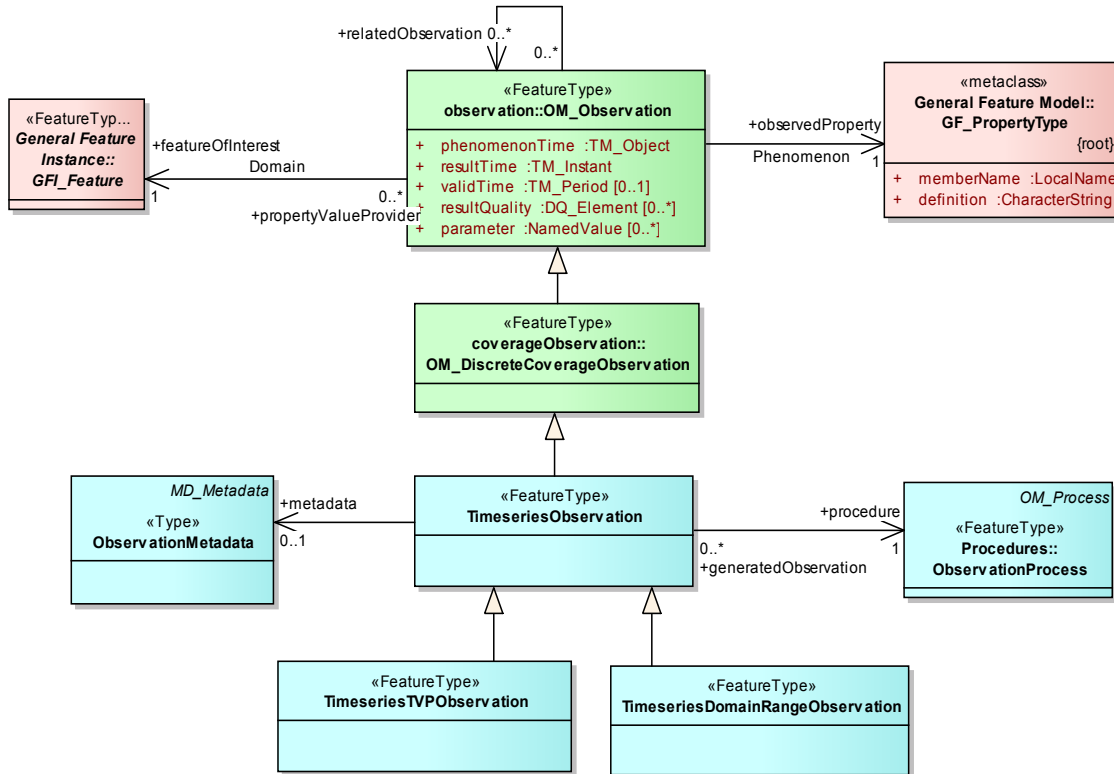 +relatedObservation 0..*
0..*
«FeatureType»
observation::OM_Observation
+ phenomenonTime :TM_Object
+ resultTime :TM_Instant
+ validTime :TM_Period [0..1]
+ resultQuality :DQ_Element [0..*]
+ parameter :NamedValue [0..*]
«FeatureTyp...
General Feature
Instance::
GFI_Feature
+featureOfInterest
Domain
1
0..*
+propertyValueProvider
+observedProperty
Phenomenon
1
«metaclass»
General Feature Model::
GF_PropertyType
{root}
+ memberName :LocalName
+ definition :CharacterString
«FeatureType»
coverageObservation::
OM_DiscreteCoverageObservation
MD_Metadata
«Type»
ObservationMetadata
+metadata
0..1
«FeatureType»
TimeseriesObservation
+procedure
0..*
1
+generatedObservation
OM_Process
«FeatureType»
Procedures::
ObservationProcess
«FeatureType»
TimeseriesTVPObservation
«FeatureType»
TimeseriesDomainRangeObservation